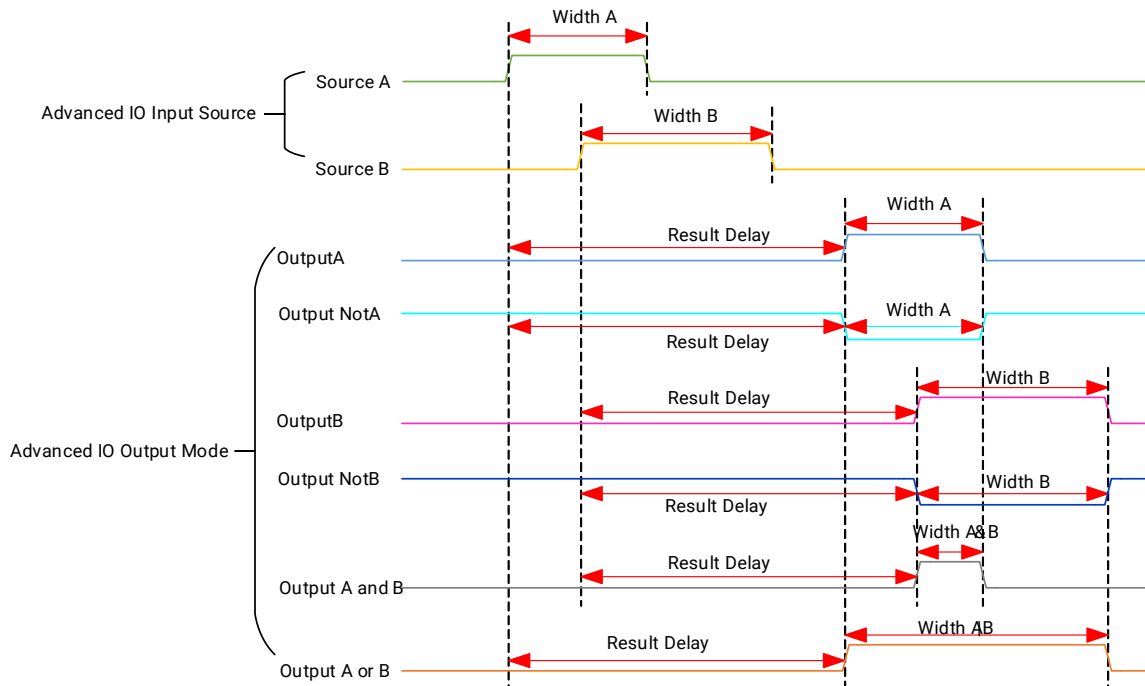 Width A
Source A
Advanced IO Input Source
Width B
Source B
Width A
Result Delay
OutputA
Output NotA
Width A
Result Delay
Width B
Result Delay
OutputB
Advanced IO Output Mode
Output NotB
Width B
Result Delay
Width A&B
Result Delay
Output A and B
Width A|B
Result Delay
Output A or B